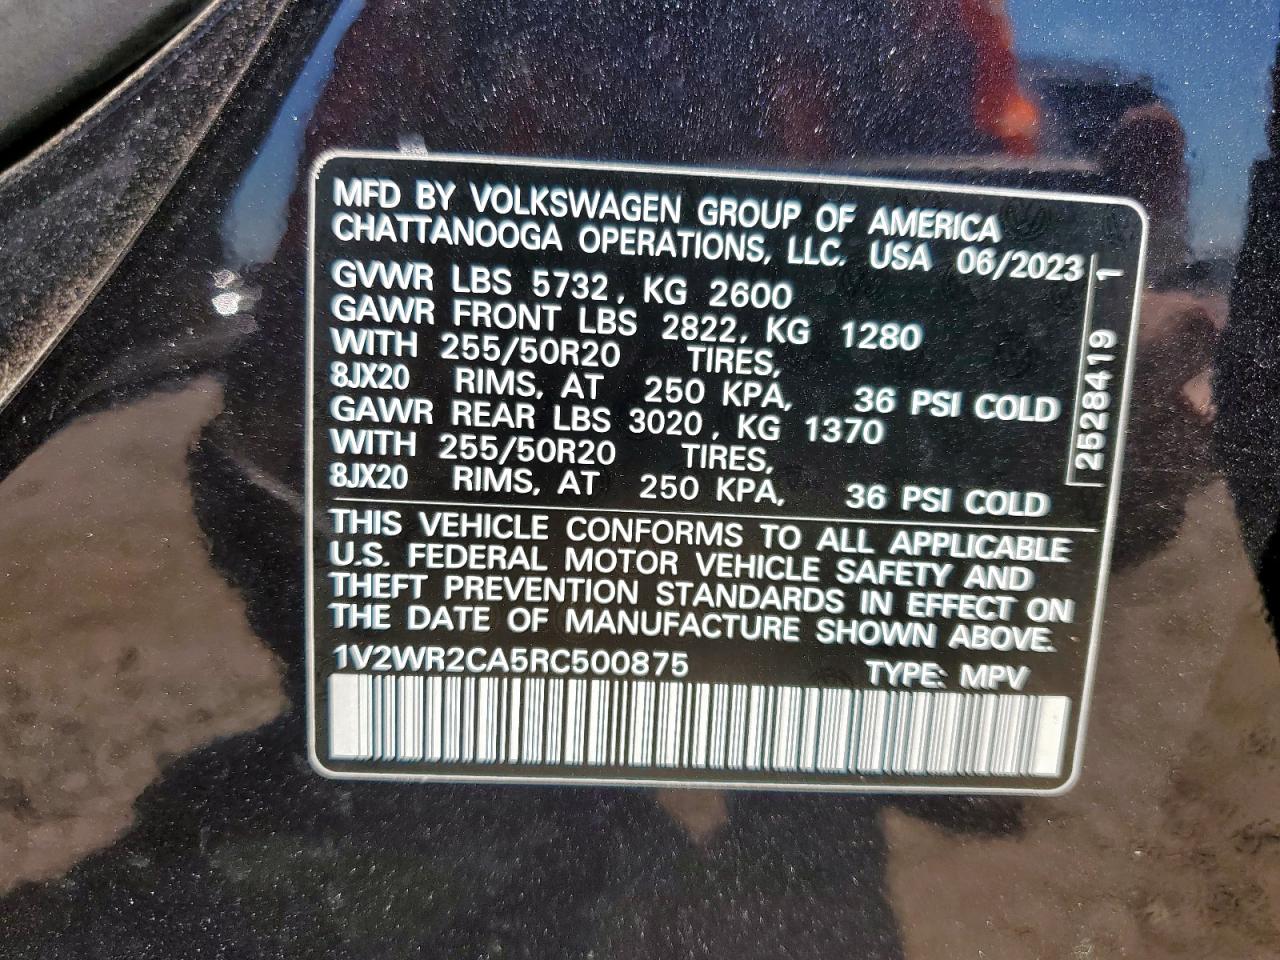 MFD BY VOLKSWAGEN GROUP OF AMERICA
CHATTANOOGA OPERATIONS, LLC. USA 06/2023
GVWR LBS 5732, KG 2600
GAWR FRONT LBS 2822, KG 1280
WITH 255/50R20 TIRES,
8JX20 RIMS, AT 250 KPA, 36 PSI COLD
GAWR REAR LBS 3020, KG 1370
WITH 255/50R20 TIRES,
8JX20 RIMS, AT 250 KPA, 36 PSI COLD
THIS VEHICLE CONFORMS TO ALL APPLICABLE
U.S. FEDERAL MOTOR VEHICLE SAFETY AND
THEFT PREVENTION STANDARDS IN EFFECT ON
THE DATE OF MANUFACTURE SHOWN ABOVE.
1V2WR2CA5RC500875 TYPE: MPV
2528419 1